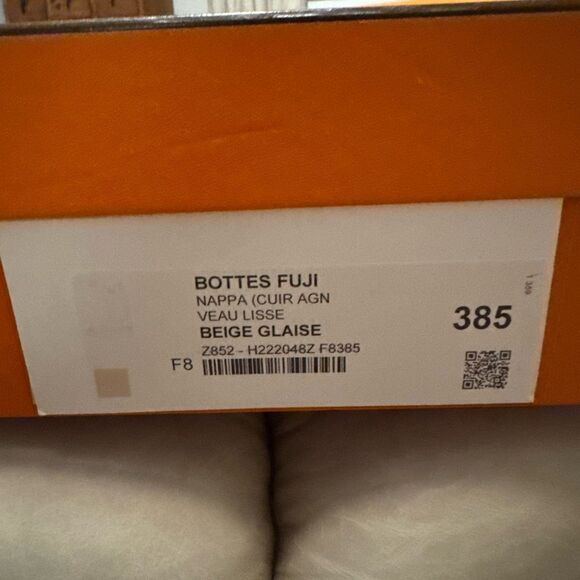 BOTTES FUJI
NAPPA (CUIR AGN
VEAU LISSE
BEIGE GLAISE
385
Z852 - H222048Z F8385
F8